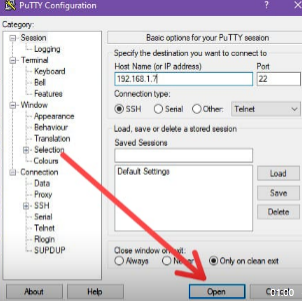 PuTTY Configuration
Category:
Session
Logging
Terminal
Keyboard
Bell
Features
Window
Appearance
Behaviour
Translation
Selection
Colours
Connection
Data
Proxy
SSH
Serial
Telnet
Rlogin
SUPDUP
Basic options for your PuTTY session
Specify the destination you want to connect to
Host Name (or IP address) Port
192.168.1.7 22
Connection type:
SSH Serial Other: Telnet
Load, save or delete a stored session
Saved Sessions
Default Settings
Load
Save
Delete
Close window on exit:
Always Never Only on clean exit
About Help Open
01:00